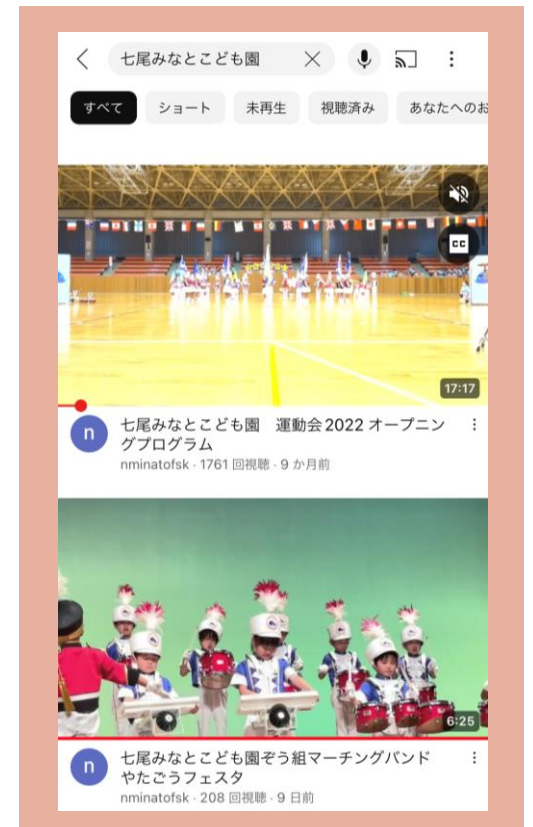 七尾みなとこども園
すべて
ショート
未再生
視聴済み
あなたへのお
CC
17:17
n
七尾みなとこども園　運動会2022 オープニン
グプログラム
nminatofsk · 1761 回視聴 · 9 か月前
6:25
n
七尾みなとこども園ぞう組マーチングバンド
やたごうフェスタ
nminatofsk · 208 回視聴 · 9 日前